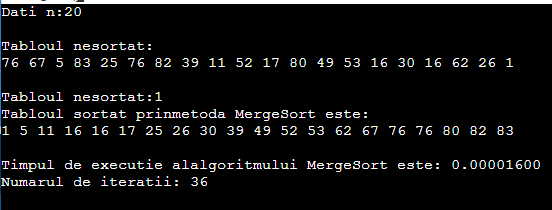 Dati n:20
Tabloul nesortat:
76 67 5 83 25 76 82 39 11 52 17 80 49 53 16 30 16 62 26 1
Tabloul nesortat:1
Tabloul sortat prinmetoda MergeSort este:
1 5 11 16 16 17 25 26 30 39 49 52 53 62 67 76 76 80 82 83
Timpul de executie alalgoritmului MergeSort este: 0.00001600
Numarul de iteratii: 36